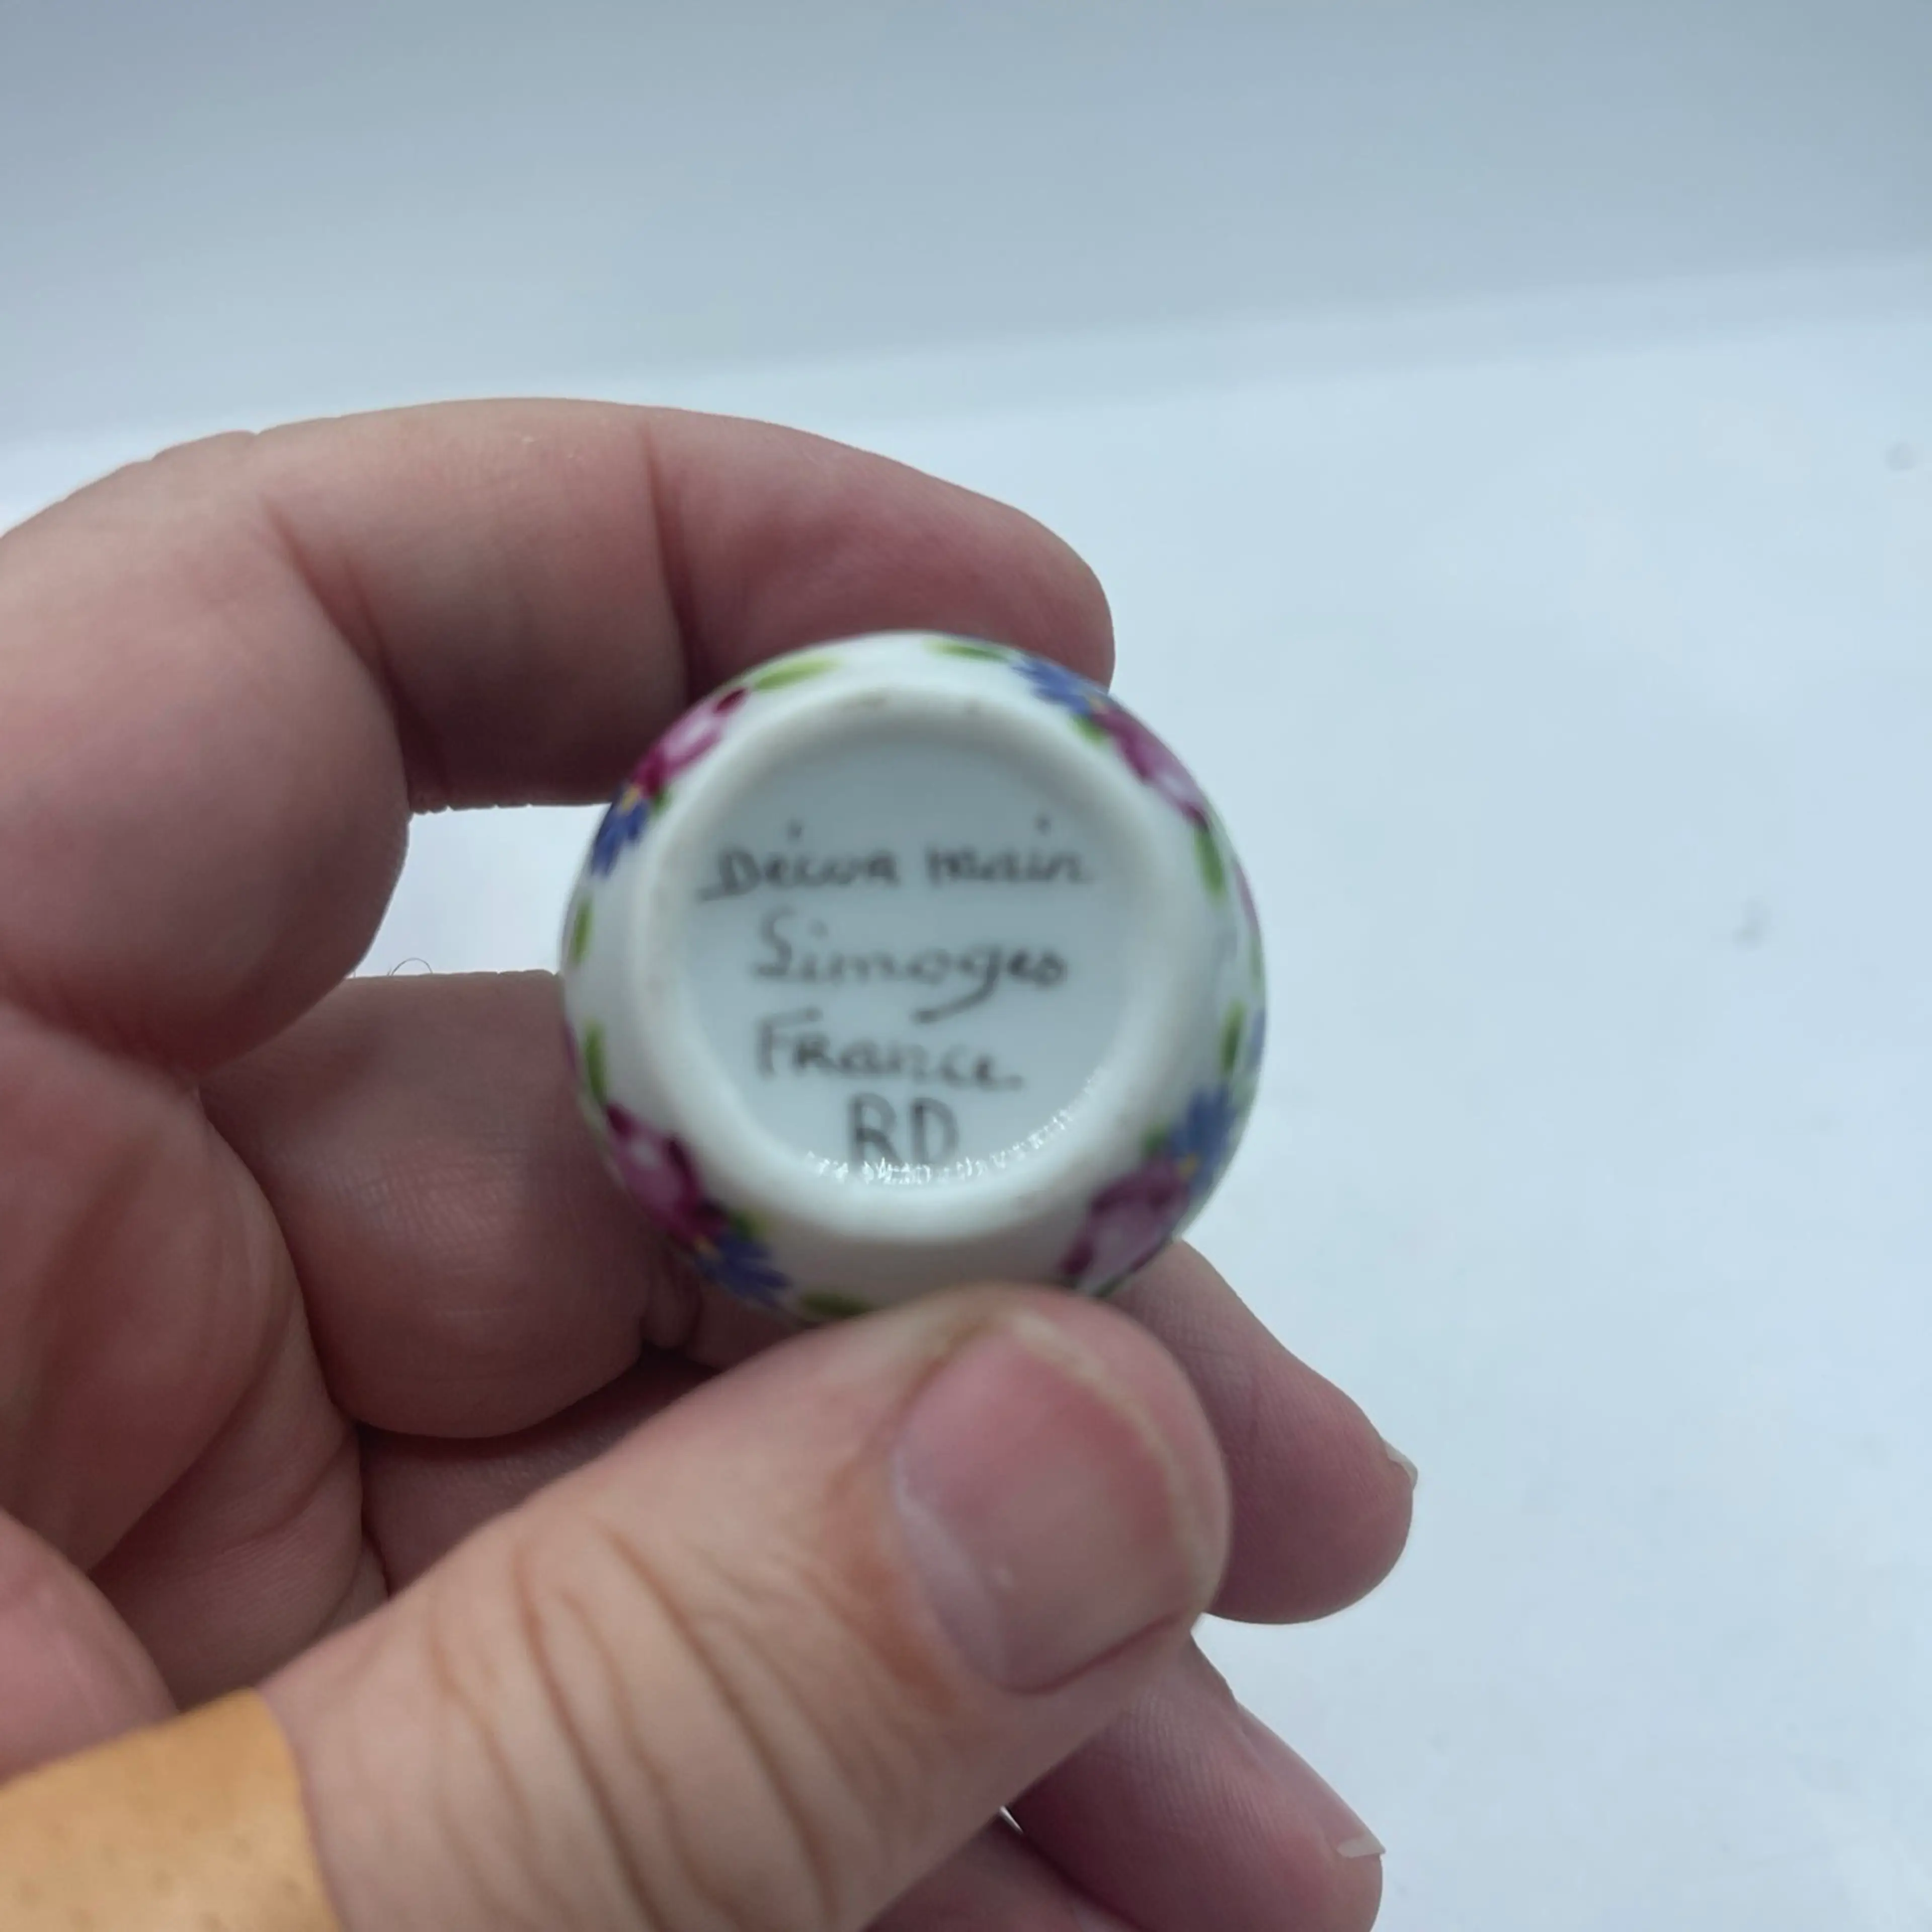 Décor main
Limoges
France
RD